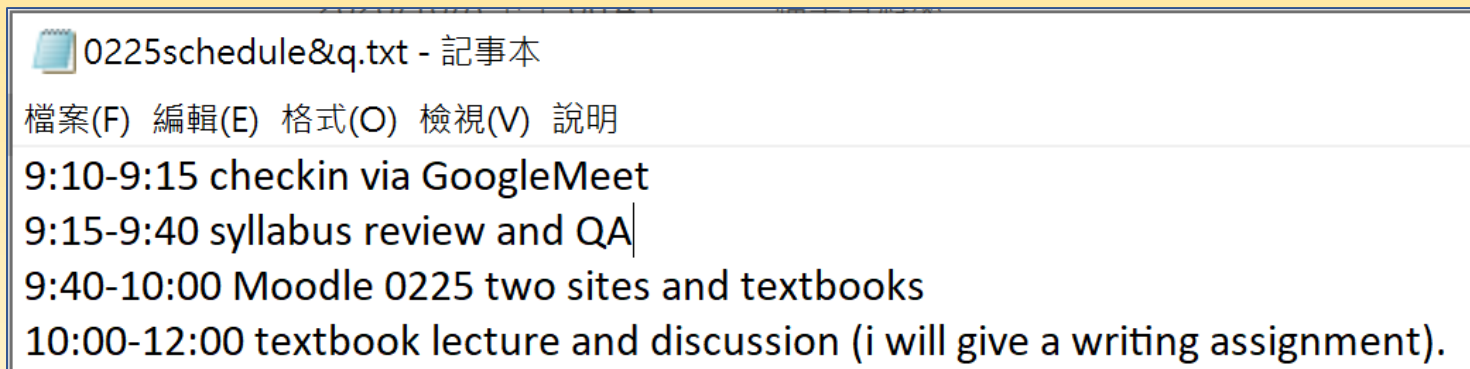 0225schedule&q.txt - 記事本
檔案(F) 編輯(E) 格式(O) 檢視(V) 說明
9:10-9:15 checkin via GoogleMeet
9:15-9:40 syllabus review and QA
9:40-10:00 Moodle 0225 two sites and textbooks
10:00-12:00 textbook lecture and discussion (i will give a writing assignment).